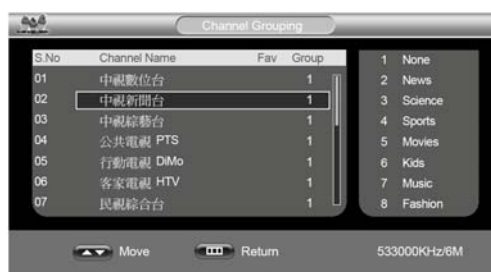 Channel Grouping
S.No Channel Name Fav Group
01 中視數位台 1
02 中視新聞台 1
03 中視綜藝台 1
04 公共電視 PTS 1
05 行動電視 DiMo 1
06 客家電視 HTV 1
07 民視綜合台 1
1 None
2 News
3 Science
4 Sports
5 Movies
6 Kids
7 Music
8 Fashion
Move Return 533000KHz/6M